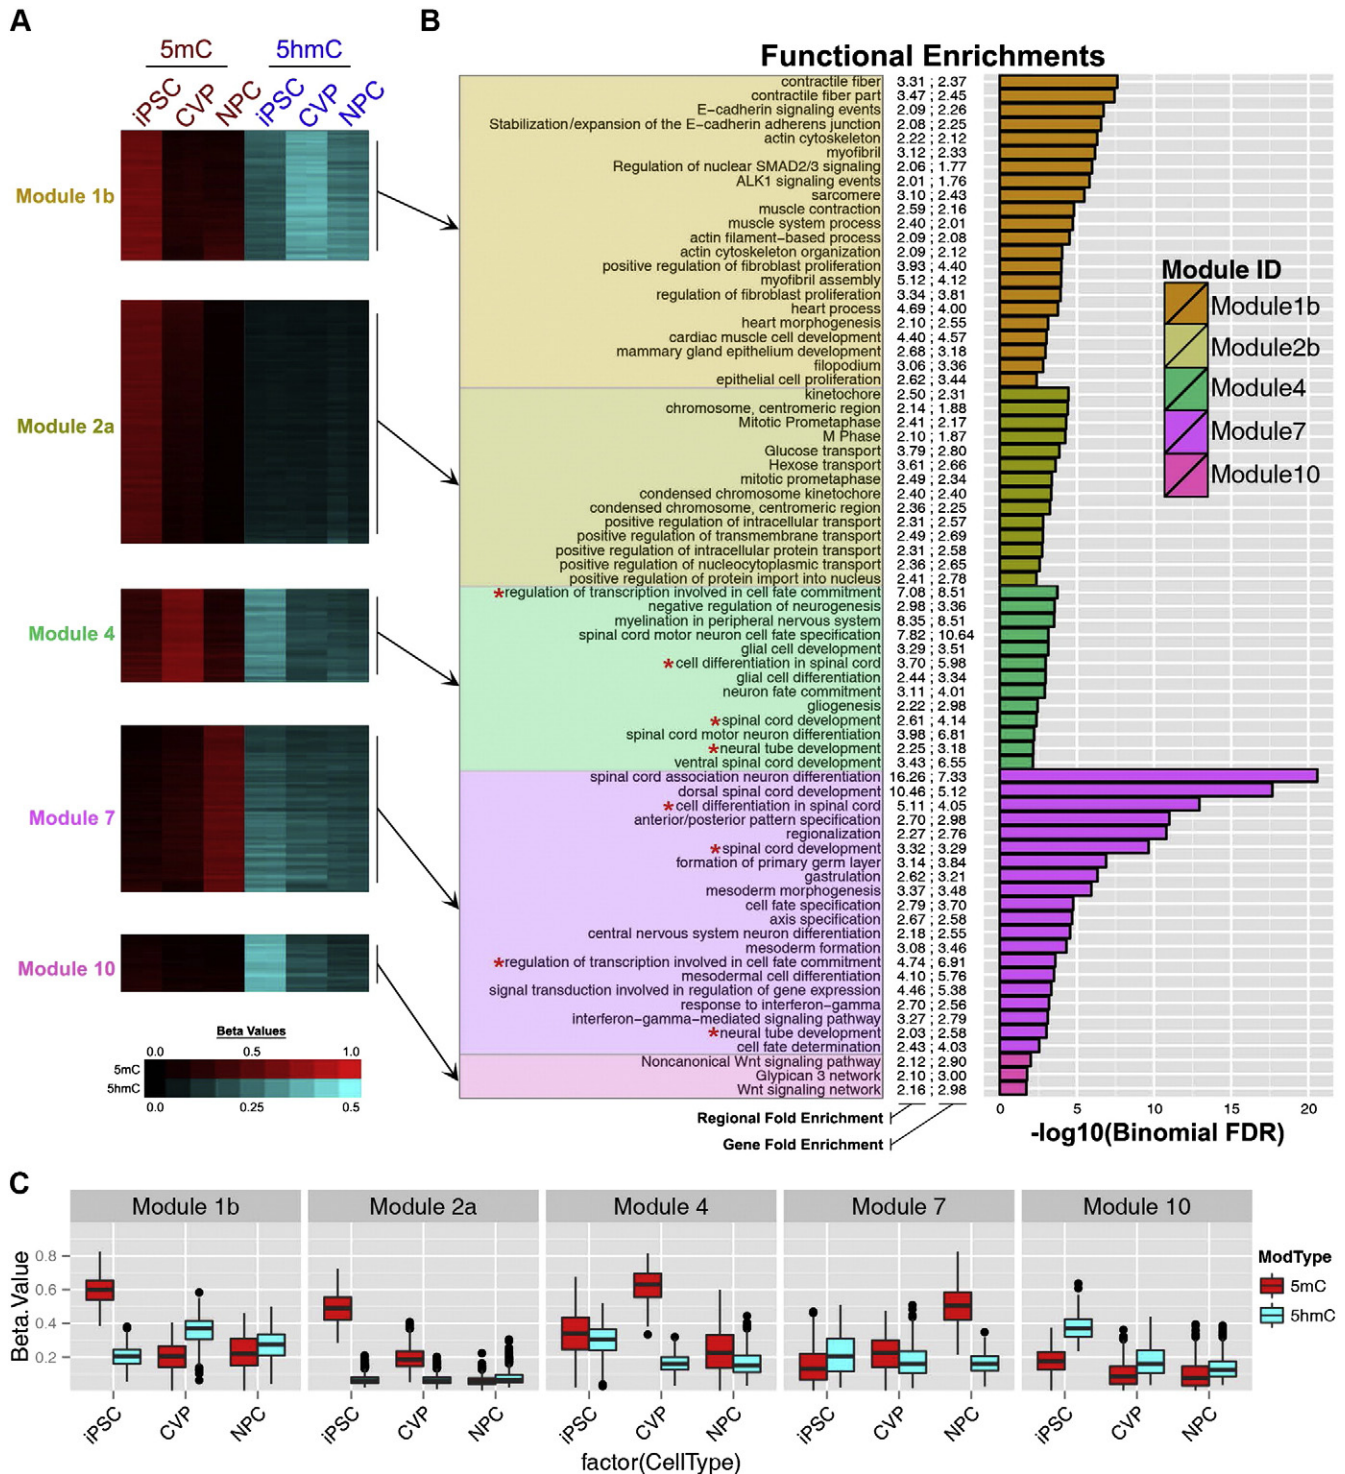 A
5mC
5hmC
iPSC
CVP
NPC
iPSC
CVP
NPC
Module 1b
Module 2a
Module 4
Module 7
Module 10
Beta Values
0.0 0.5 1.0
5mC
5hmC
0.0 0.25 0.5
B
Functional Enrichments
contractile fiber 3.31 ; 2.37
contractile fiber part 3.47 ; 2.45
E−cadherin signaling events 2.09 ; 2.26
Stabilization/expansion of the E−cadherin adherens junction 2.08 ; 2.25
actin cytoskeleton 2.22 ; 2.12
myofibril 3.12 ; 2.33
Regulation of nuclear SMAD2/3 signaling 2.06 ; 1.77
ALK1 signaling events 2.01 ; 1.76
sarcomere 3.10 ; 2.43
muscle contraction 2.59 ; 2.16
muscle system process 2.40 ; 2.01
actin filament−based process 2.09 ; 2.08
actin cytoskeleton organization 2.09 ; 2.12
positive regulation of fibroblast proliferation 3.93 ; 4.40
myofibril assembly 5.12 ; 4.12
regulation of fibroblast proliferation 3.34 ; 3.81
heart process 4.69 ; 4.00
heart morphogenesis 2.10 ; 2.55
cardiac muscle cell development 4.40 ; 4.57
mammary gland epithelium development 2.68 ; 3.18
filopodium 3.06 ; 3.36
epithelial cell proliferation 2.62 ; 3.44
kinetochore 2.50 ; 2.31
chromosome, centromeric region 2.14 ; 1.88
Mitotic Prometaphase 2.41 ; 2.17
M Phase 2.10 ; 1.87
Glucose transport 3.79 ; 2.80
Hexose transport 3.61 ; 2.66
mitotic prometaphase 2.49 ; 2.34
condensed chromosome kinetochore 2.40 ; 2.40
condensed chromosome, centromeric region 2.36 ; 2.25
positive regulation of intracellular transport 2.31 ; 2.57
positive regulation of transmembrane transport 2.49 ; 2.69
positive regulation of intracellular protein transport 2.31 ; 2.58
positive regulation of nucleocytoplasmic transport 2.36 ; 2.65
positive regulation of protein import into nucleus 2.41 ; 2.78
*regulation of transcription involved in cell fate commitment 7.08 ; 8.51
negative regulation of neurogenesis 2.98 ; 3.36
myelination in peripheral nervous system 8.35 ; 8.51
spinal cord motor neuron cell fate specification 7.82 ; 10.64
glial cell development 3.29 ; 3.51
*cell differentiation in spinal cord 3.70 ; 5.98
glial cell differentiation 2.44 ; 3.34
neuron fate commitment 3.11 ; 4.01
gliogenesis 2.22 ; 2.98
*spinal cord development 2.61 ; 4.14
spinal cord motor neuron differentiation 3.98 ; 6.81
*neural tube development 2.25 ; 3.18
ventral spinal cord development 3.43 ; 6.55
spinal cord association neuron differentiation 16.26 ; 7.33
dorsal spinal cord development 10.46 ; 5.12
*cell differentiation in spinal cord 5.11 ; 4.05
anterior/posterior pattern specification 2.70 ; 2.98
regionalization 2.27 ; 2.76
*spinal cord development 3.32 ; 3.29
formation of primary germ layer 3.14 ; 3.84
gastrulation 2.62 ; 3.21
mesoderm morphogenesis 3.37 ; 3.48
cell fate specification 2.79 ; 3.70
axis specification 2.67 ; 2.58
central nervous system neuron differentiation 2.18 ; 2.55
mesoderm formation 3.08 ; 3.46
*regulation of transcription involved in cell fate commitment 4.74 ; 6.91
mesodermal cell differentiation 4.10 ; 5.76
signal transduction involved in regulation of gene expression 4.46 ; 5.38
response to interferon−gamma 2.70 ; 2.56
interferon−gamma−mediated signaling pathway 3.27 ; 2.79
*neural tube development 2.03 ; 2.58
cell fate determination 2.43 ; 4.03
Noncanonical Wnt signaling pathway 2.12 ; 2.90
Glypican 3 network 2.10 ; 3.00
Wnt signaling network 2.16 ; 2.98
Regional Fold Enrichment
Gene Fold Enrichment
0 5 10 15 20
-log10(Binomial FDR)
Module ID
Module1b
Module2b
Module4
Module7
Module10
C
Module 1b
Module 2a
Module 4
Module 7
Module 10
Beta.Value
0.8
0.6
0.4
0.2
iPSC CVP NPC
iPSC CVP NPC
iPSC CVP NPC
iPSC CVP NPC
iPSC CVP NPC
factor(CellType)
ModType
5mC
5hmC